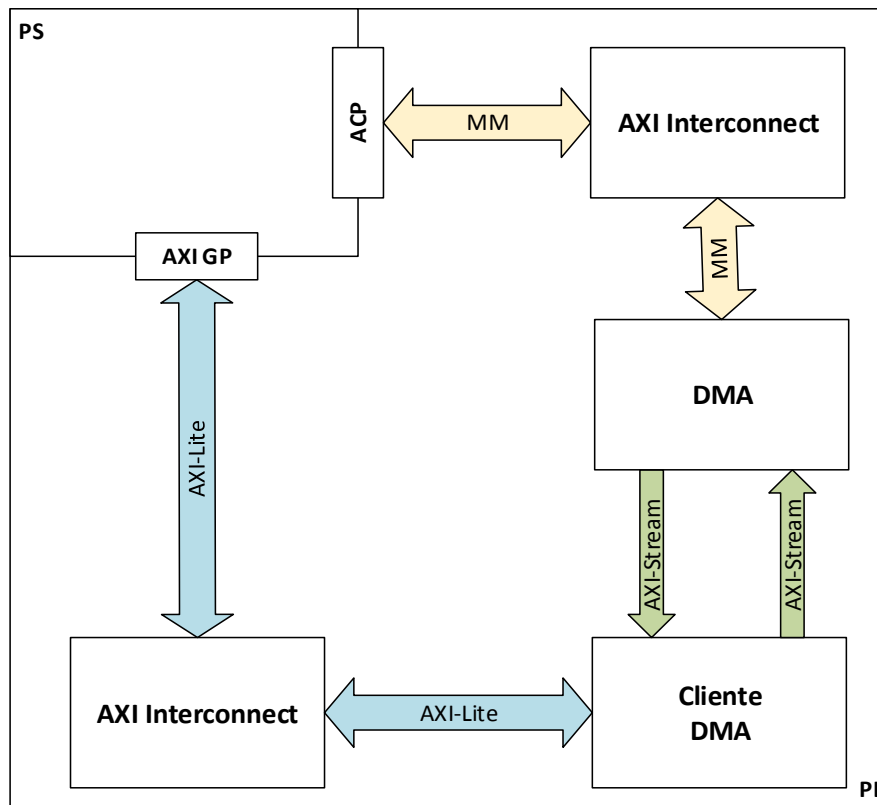 PS
ACP
MM
AXI Interconnect
AXI GP
MM
DMA
AXI-Lite
AXI-Stream
AXI-Stream
AXI Interconnect
AXI-Lite
Cliente
DMA